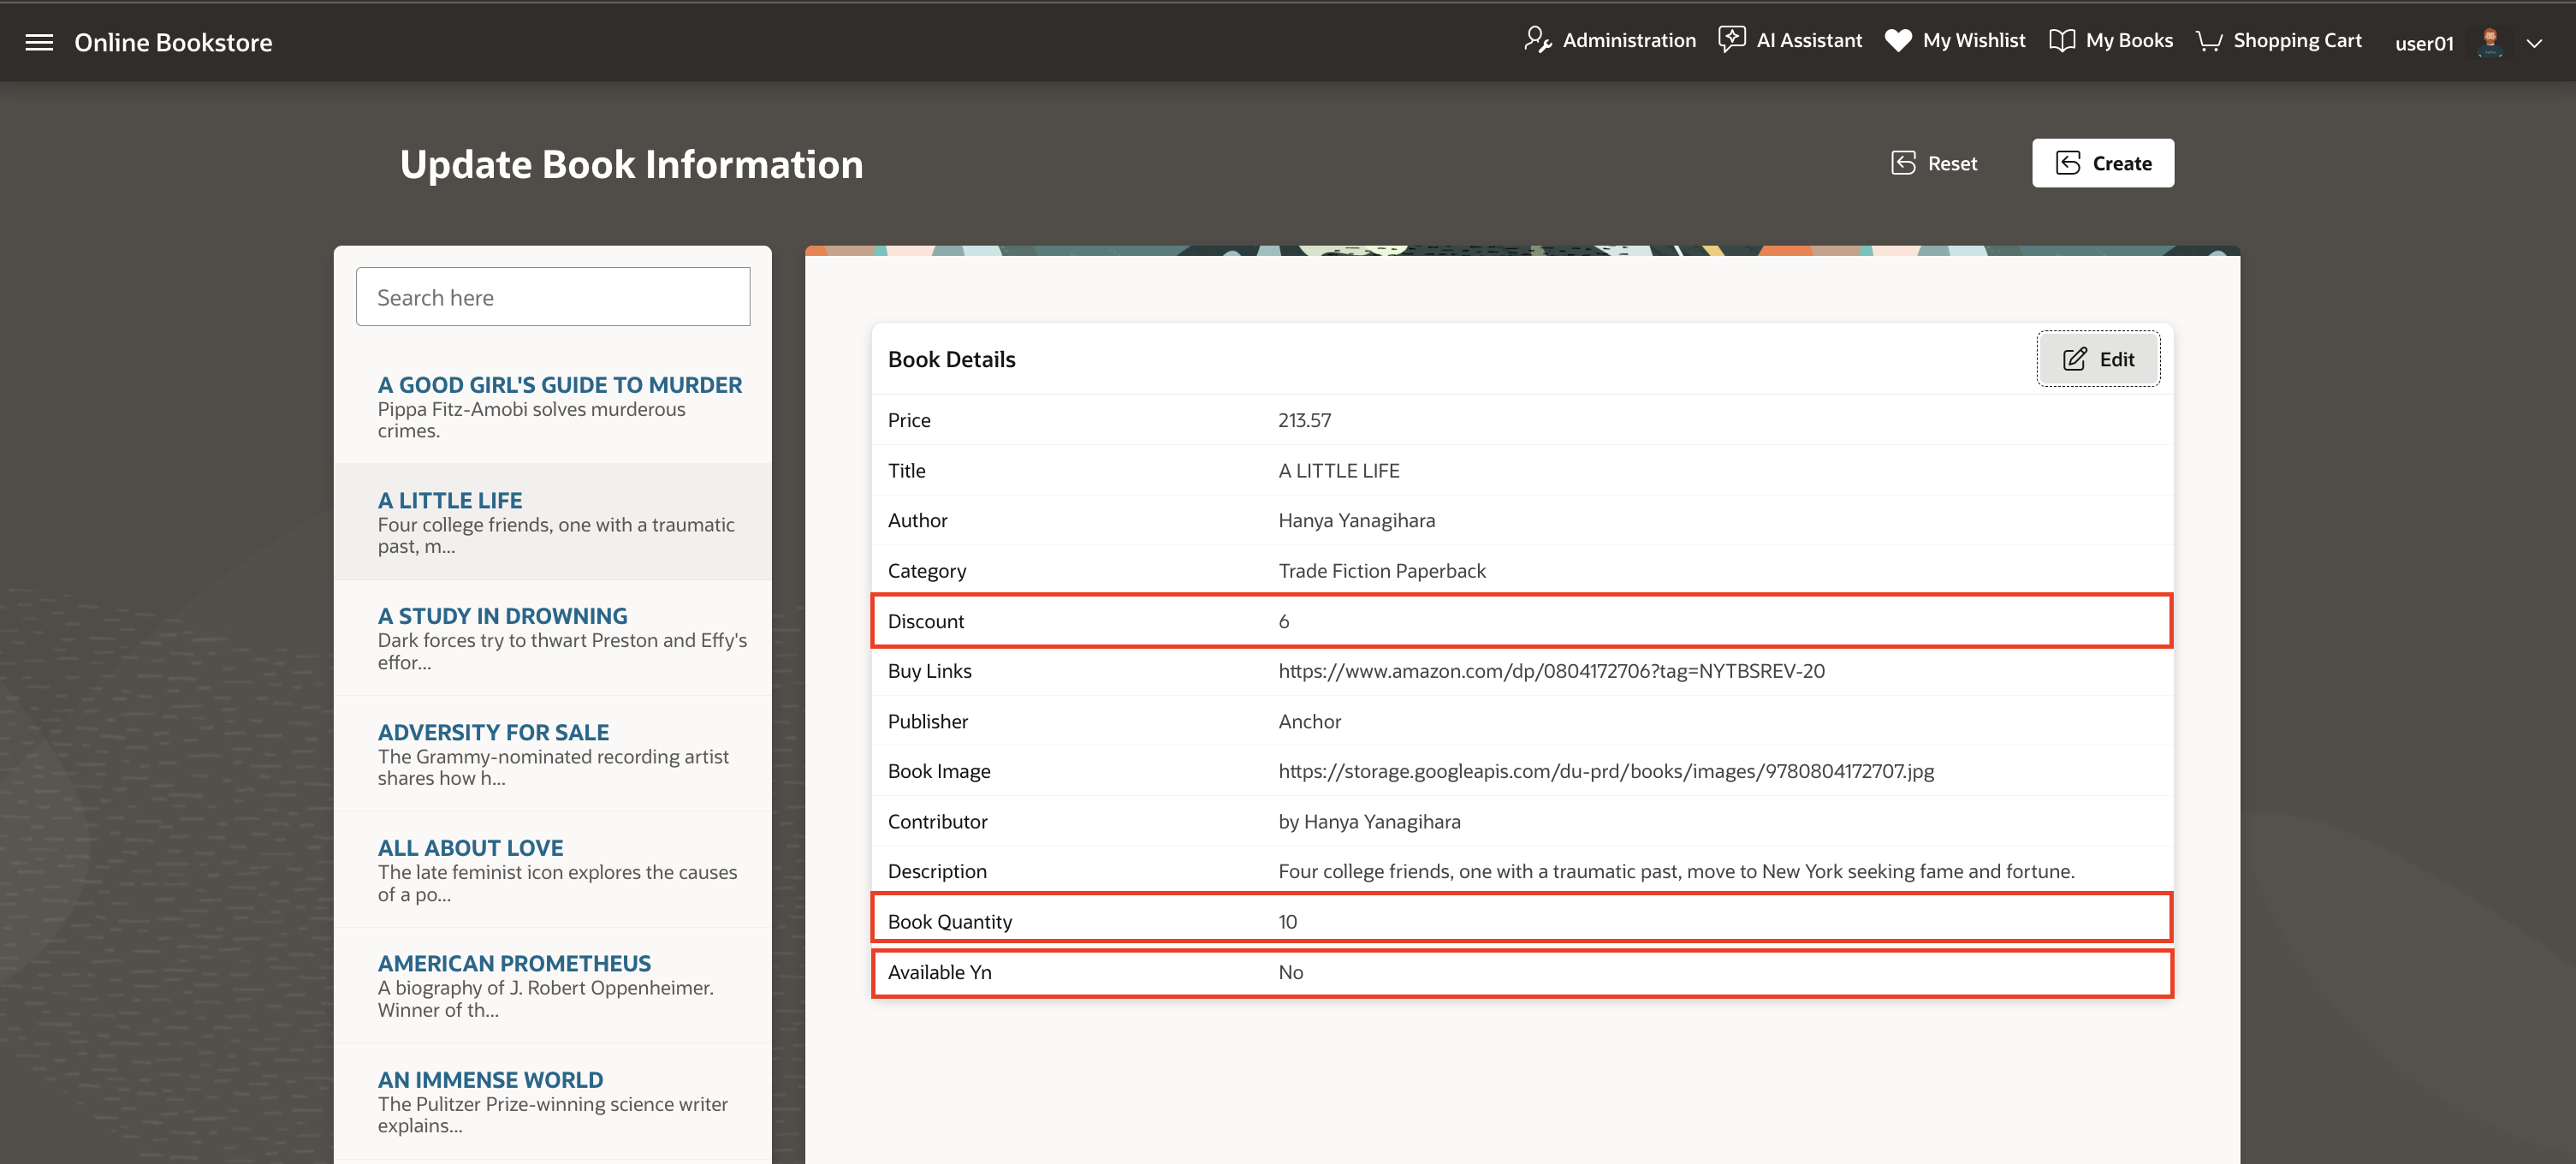 Online Bookstore
Administration
AI Assistant
My Wishlist
My Books
Shopping Cart
user01
Update Book Information
Reset
Create
Search here
A GOOD GIRL'S GUIDE TO MURDER
Pippa Fitz-Amobi solves murderous
crimes.
A LITTLE LIFE
Four college friends, one with a traumatic
past, m...
A STUDY IN DROWNING
Dark forces try to thwart Preston and Effy's
effor...
ADVERSITY FOR SALE
The Grammy-nominated recording artist
shares how h...
ALL ABOUT LOVE
The late feminist icon explores the causes
of a po...
AMERICAN PROMETHEUS
A biography of J. Robert Oppenheimer.
Winner of th...
AN IMMENSE WORLD
The Pulitzer Prize-winning science writer
explains...
Book Details
Edit
Price 213.57
Title A LITTLE LIFE
Author Hanya Yanagihara
Category Trade Fiction Paperback
Discount 6
Buy Links https://www.amazon.com/dp/0804172706?tag=NYTBSREV-20
Publisher Anchor
Book Image https://storage.googleapis.com/du-prd/books/images/9780804172707.jpg
Contributor by Hanya Yanagihara
Description Four college friends, one with a traumatic past, move to New York seeking fame and fortune.
Book Quantity 10
Available Yn No